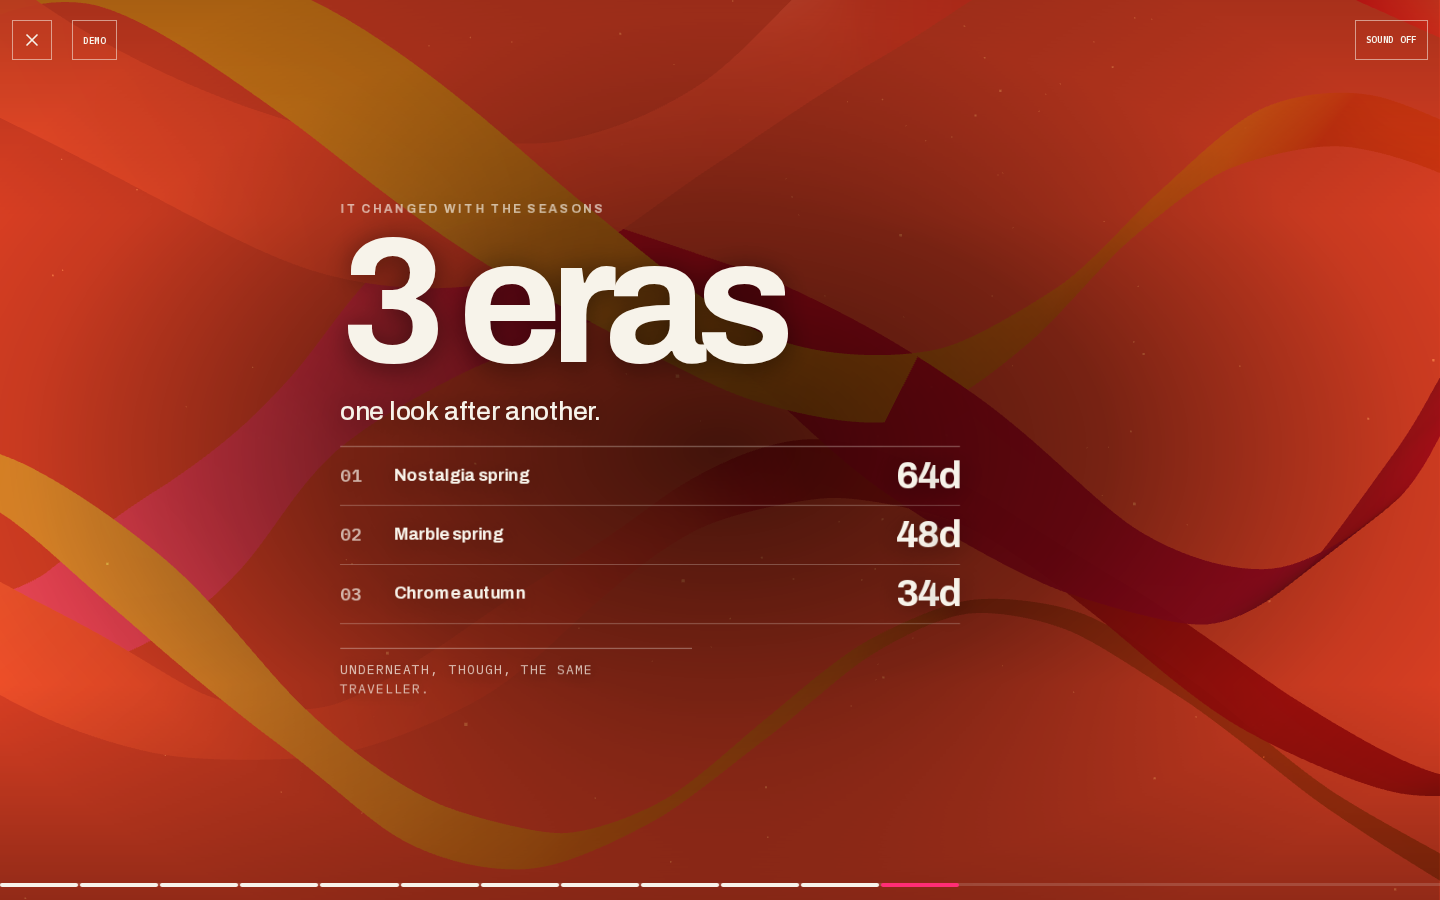 DEMO
SOUND OFF
IT CHANGED WITH THE SEASONS
3 eras
one look after another.
01 Nostalgia spring 64d
02 Marble spring 48d
03 Chrome autumn 34d
UNDERNEATH, THOUGH, THE SAME
TRAVELLER.